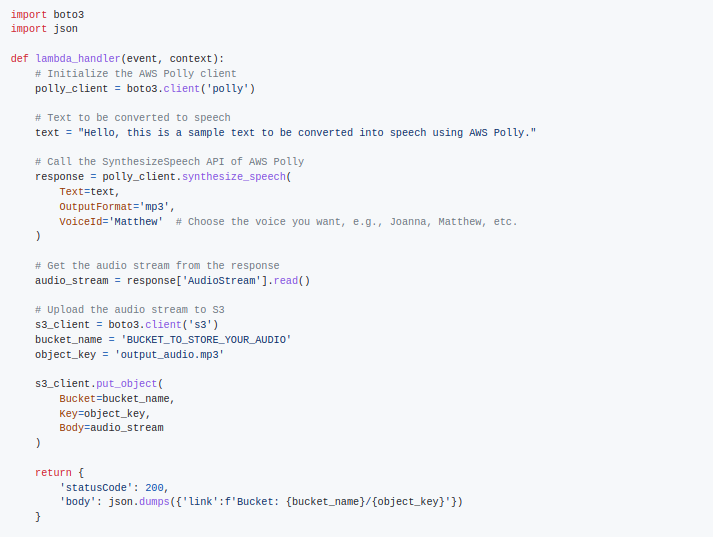 import boto3
import json

def lambda_handler(event, context):
    # Initialize the AWS Polly client
    polly_client = boto3.client('polly')

    # Text to be converted to speech
    text = "Hello, this is a sample text to be converted into speech using AWS Polly."

    # Call the SynthesizeSpeech API of AWS Polly
    response = polly_client.synthesize_speech(
        Text=text,
        OutputFormat='mp3',
        VoiceId='Matthew'  # Choose the voice you want, e.g., Joanna, Matthew, etc.
    )

    # Get the audio stream from the response
    audio_stream = response['AudioStream'].read()

    # Upload the audio stream to S3
    s3_client = boto3.client('s3')
    bucket_name = 'BUCKET_TO_STORE_YOUR_AUDIO'
    object_key = 'output_audio.mp3'

    s3_client.put_object(
        Bucket=bucket_name,
        Key=object_key,
        Body=audio_stream
    )

    return {
        'statusCode': 200,
        'body': json.dumps({'link':f'Bucket: {bucket_name}/{object_key}'})
    }